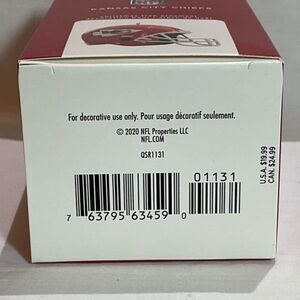 KANSAS CITY CHIEFS
For decorative use only. Pour usage décoratif seulement.
© 2020 NFL Properties LLC
NFL.COM
QSR1131
01131
7 63795 63459 0
U.S.A. $19.99
CAN. $24.99